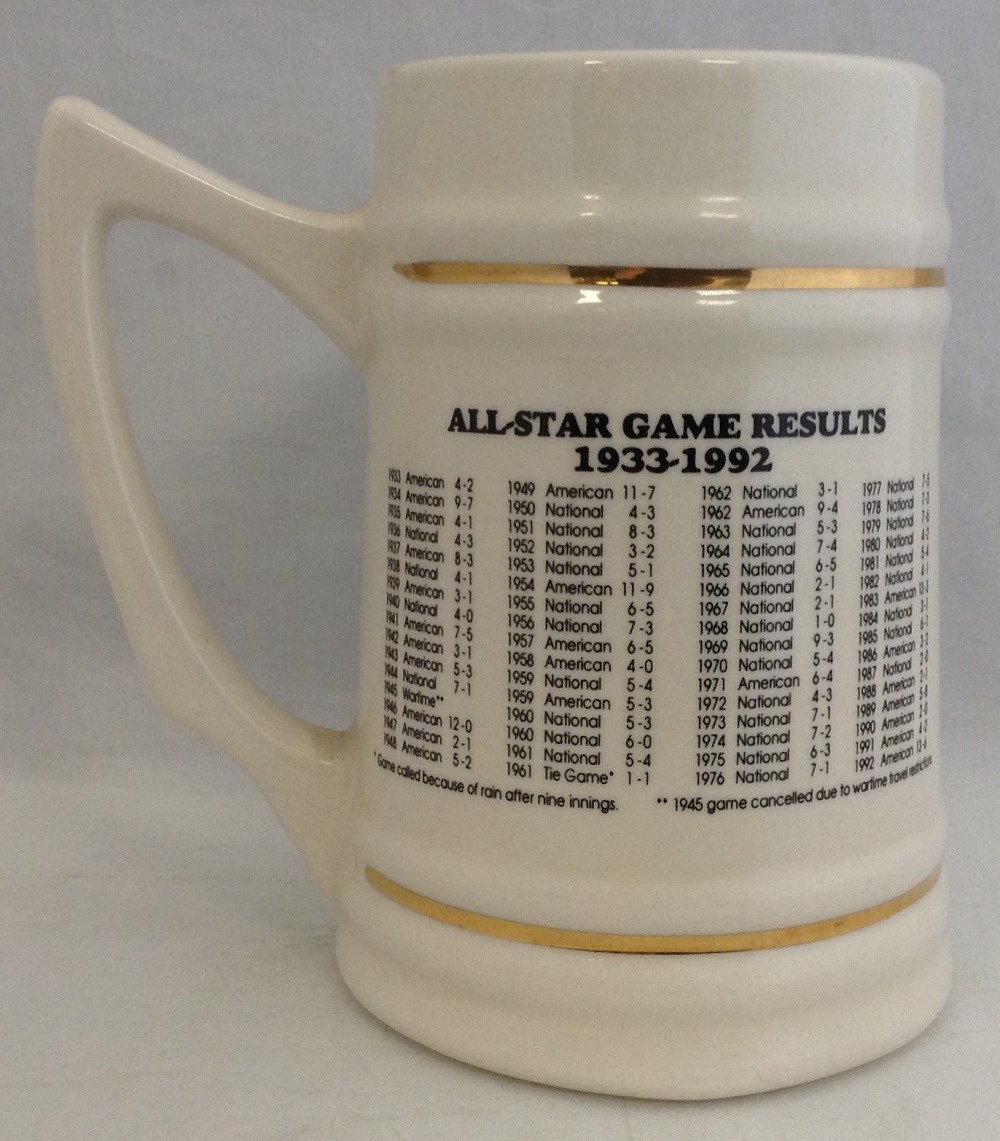 ALL-STAR GAME RESULTS
1933-1992
1933 American 4-2
1934 American 9-7
1935 American 4-1
1936 National 4-3
1937 American 8-3
1938 National 4-1
1939 American 3-1
1940 National 4-0
1941 American 7-5
1942 American 3-1
1943 American 5-3
1944 National 7-1
1945 Wartime**
1946 American 12-0
1947 American 2-1
1948 American 5-2
1949 American 11-7
1950 National 4-3
1951 National 8-3
1952 National 3-2
1953 National 5-1
1954 American 11-9
1955 National 6-5
1956 National 7-3
1957 American 6-5
1958 American 4-0
1959 National 5-4
1959 American 5-3
1960 National 5-3
1960 National 6-0
1961 National 5-4
1961 Tie Game* 1-1
1962 National 3-1
1962 American 9-4
1963 National 5-3
1964 National 7-4
1965 National 6-5
1966 National 2-1
1967 National 2-1
1968 National 1-0
1969 National 9-3
1970 National 5-4
1971 American 6-4
1972 National 4-3
1973 National 7-1
1974 National 7-2
1975 National 6-3
1976 National 7-1
1977 National 7-5
1978 National 7-3
1979 National 7-6
1980 National 4-2
1981 National 5-4
1982 National 4-1
1983 American 13-3
1984 National 3-1
1985 National 6-1
1986 American 3-2
1987 National 2-0
1988 American 2-1
1989 American
1990 American 2-0
1991 American 4-2
1992 American 13-6
* Game called because of rain after nine innings.
** 1945 game cancelled due to wartime travel restrictions.